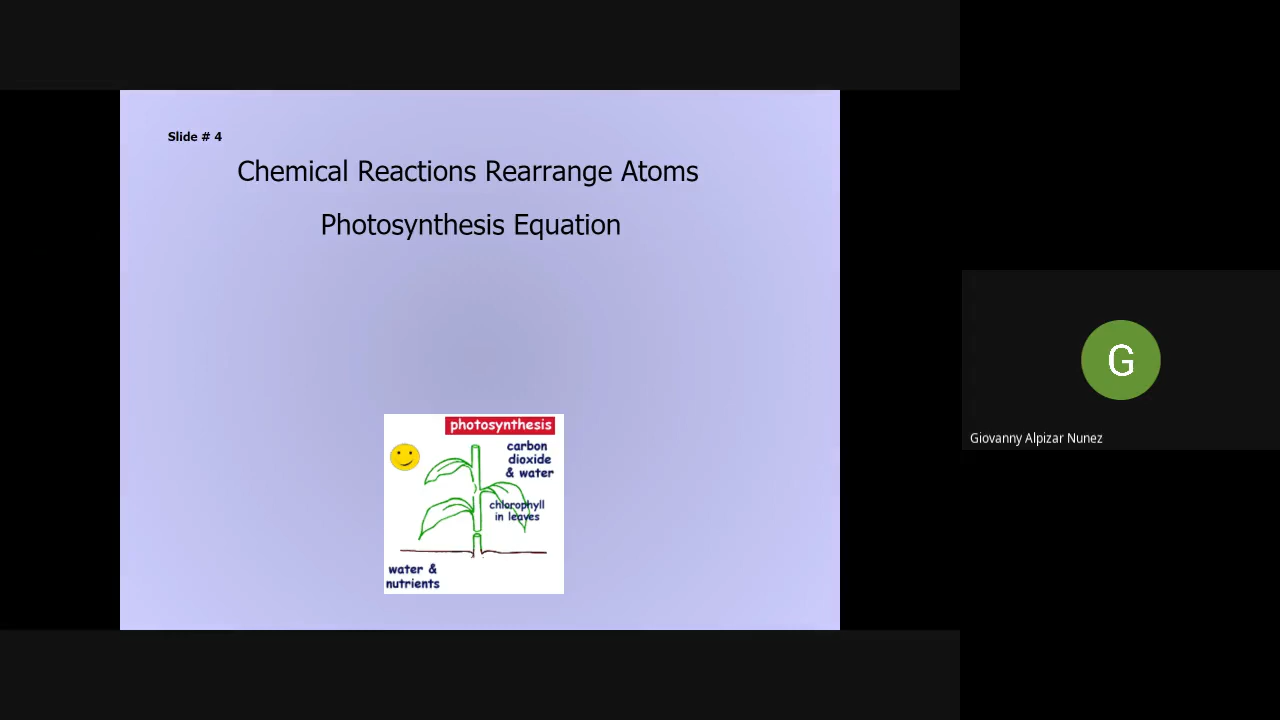 Slide # 4
Chemical Reactions Rearrange Atoms
Photosynthesis Equation
photosynthesis
carbon
dioxide
& water
chlorophyll
in leaves
water &
nutrients
G
Giovanny Alpizar Nunez